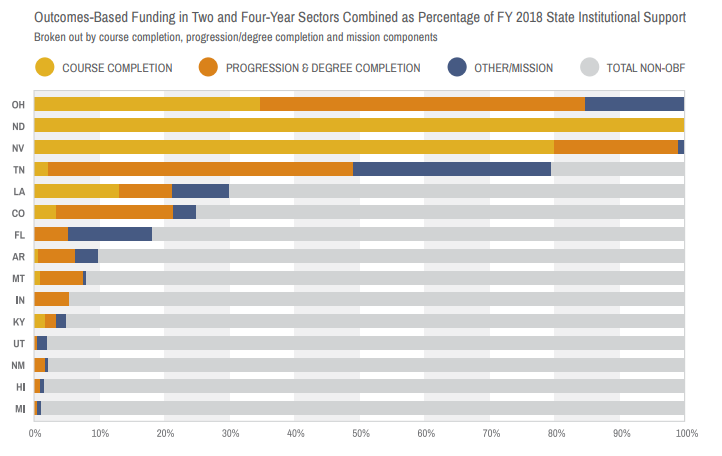 Outcomes-Based Funding in Two and Four-Year Sectors Combined as Percentage of FY 2018 State Institutional Support
Broken out by course completion, progression/degree completion and mission components
COURSE COMPLETION PROGRESSION & DEGREE COMPLETION OTHER/MISSION TOTAL NON-OBF
OH
ND
NV
TN
LA
CO
FL
AR
MT
IN
KY
UT
NM
HI
MI
0% 10% 20% 30% 40% 50% 60% 70% 80% 90% 100%